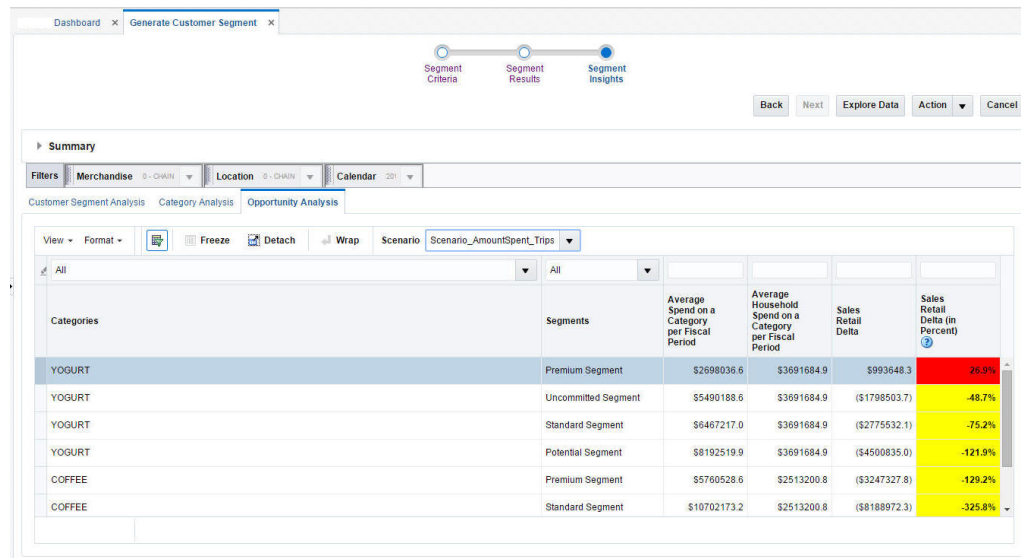 Dashboard × Generate Customer Segment ×
Segment Criteria
Segment Results
Segment Insights
Back Next Explore Data Action Cancel
Summary
Filters Merchandise 0 - CHAIN Location 0 - CHAIN Calendar 201
Customer Segment Analysis Category Analysis Opportunity Analysis
View Format Freeze Detach Wrap Scenario Scenario_AmountSpent_Trips
All All
Categories Segments Average Spend on a Category per Fiscal Period Average Household Spend on a Category per Fiscal Period Sales Retail Delta Sales Retail Delta (in Percent) ?
YOGURT Premium Segment $2698036.6 $3691684.9 $993648.3 26.9%
YOGURT Uncommitted Segment $5490188.6 $3691684.9 ($1798503.7) -48.7%
YOGURT Standard Segment $6467217.0 $3691684.9 ($2775532.1) -75.2%
YOGURT Potential Segment $8192519.9 $3691684.9 ($4500835.0) -121.9%
COFFEE Premium Segment $5760528.6 $2513200.8 ($3247327.8) -129.2%
COFFEE Standard Segment $10702173.2 $2513200.8 ($8188972.3) -325.8%